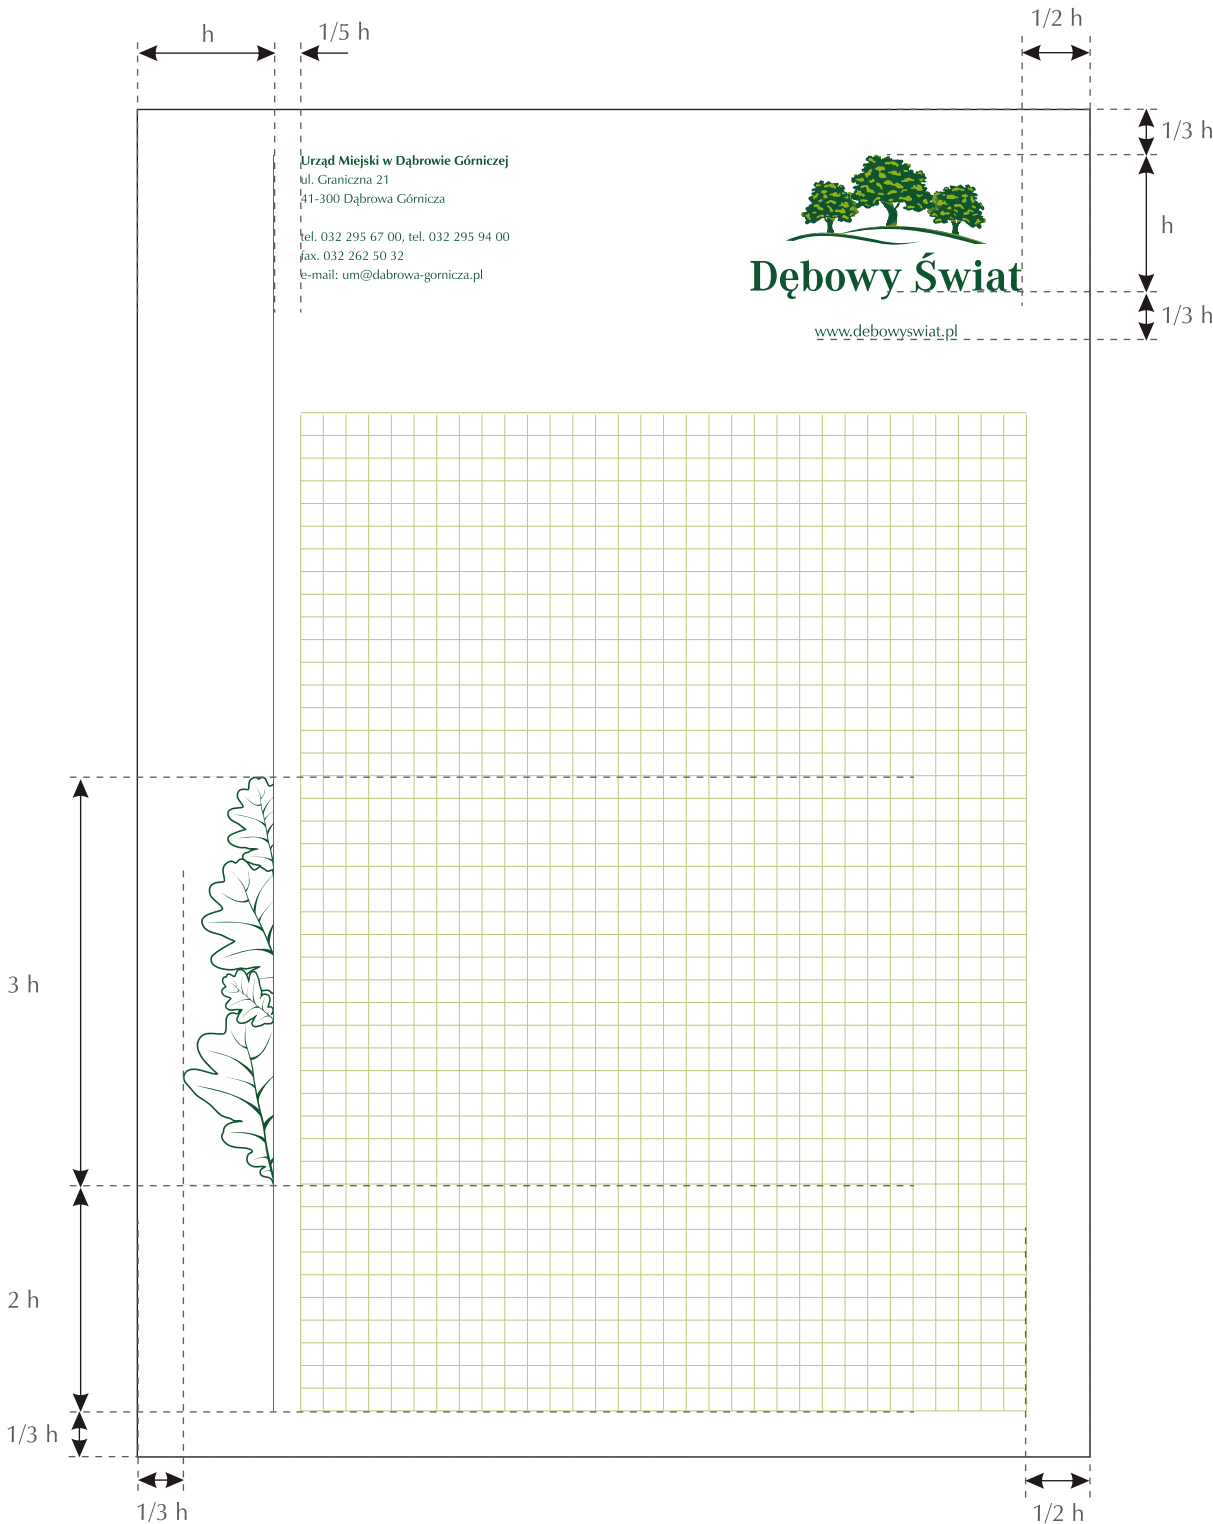 h
1/5 h
1/2 h
1/3 h
Urząd Miejski w Dąbrowie Górniczej
ul. Graniczna 21
41-300 Dąbrowa Górnicza
tel. 032 295 67 00, tel. 032 295 94 00
fax. 032 262 50 32
e-mail: um@dabrowa-gornicza.pl
h
Dębowy Świat
1/3 h
www.debowyswiat.pl
3 h
2 h
1/3 h
1/3 h
1/2 h